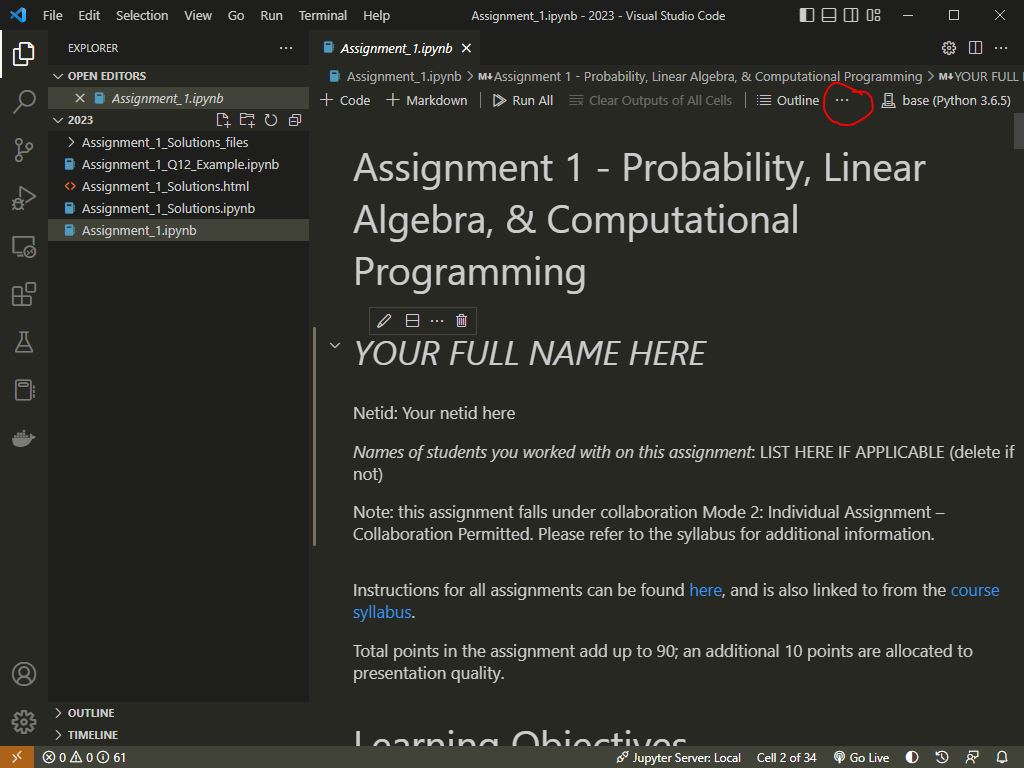 File Edit Selection View Go Run Terminal Help Assignment_1.ipynb - 2023 - Visual Studio Code
EXPLORER ···
Assignment_1.ipynb
OPEN EDITORS
Assignment_1.ipynb
2023
Assignment_1_Solutions_files
Assignment_1_Q12_Example.ipynb
Assignment_1_Solutions.html
Assignment_1_Solutions.ipynb
Assignment_1.ipynb
OUTLINE
TIMELINE
Assignment_1.ipynb > M↓Assignment 1 - Probability, Linear Algebra, & Computational Programming > M↓YOUR FULL
+ Code + Markdown Run All Clear Outputs of All Cells Outline ··· base (Python 3.6.5)
Assignment 1 - Probability, Linear
Algebra, & Computational
Programming
YOUR FULL NAME HERE
Netid: Your netid here
Names of students you worked with on this assignment: LIST HERE IF APPLICABLE (delete if
not)
Note: this assignment falls under collaboration Mode 2: Individual Assignment –
Collaboration Permitted. Please refer to the syllabus for additional information.
Instructions for all assignments can be found here, and is also linked to from the course
syllabus.
Total points in the assignment add up to 90; an additional 10 points are allocated to
presentation quality.
Learning Objectives
0 0 61 Jupyter Server: Local Cell 2 of 34 Go Live